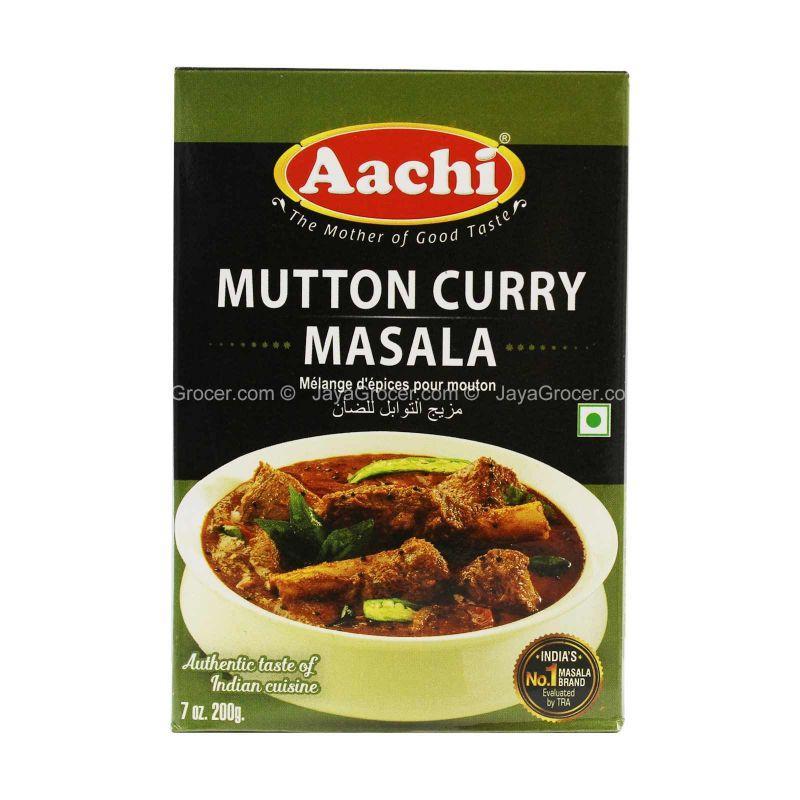 Aachi®
The Mother of Good Taste
MUTTON CURRY
MASALA
Mélange d'épices pour mouton
Grocer.com © JayaGrocer.com © JayaGrocer.com
مزيج التوابل للضأن
Authentic taste of
Indian cuisine
7 oz. 200g.
INDIA'S
No.1 MASALA
BRAND
Evaluated
by TRA